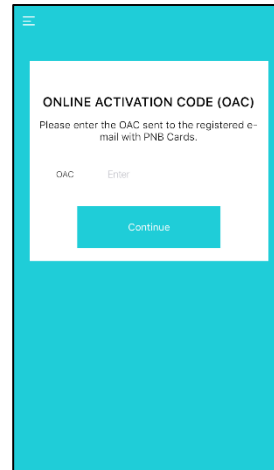 ONLINE ACTIVATION CODE (OAC)
Please enter the OAC sent to the registered e-
mail with PNB Cards.
OAC Enter
Continue